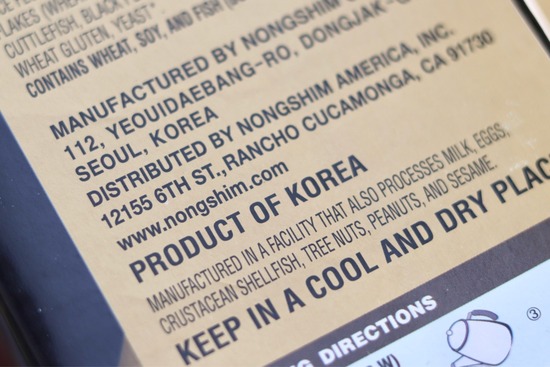 FLAKES (WHE
CUTTLEFISH, BLACK
WHEAT GLUTEN, YEAST*.
CONTAINS WHEAT, SOY, AND FISH
MANUFACTURED BY NONGSHIM
112, YEOUIDAEBANG-RO, DONGJAK-
SEOUL, KOREA
DISTRIBUTED BY NONGSHIM AMERICA, INC.
12155 6TH ST., RANCHO CUCAMONGA, CA 91730
www.nongshim.com
PRODUCT OF KOREA
MANUFACTURED IN A FACILITY THAT ALSO PROCESSES MILK, EGGS,
CRUSTACEAN SHELLFISH, TREE NUTS, PEANUTS, AND SESAME.
KEEP IN A COOL AND DRY PLAC
G DIRECTIONS
W)
③